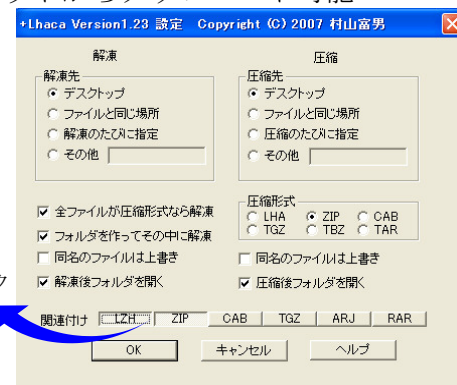 +Lhaca Version1.23 設定 Copyright (C) 2007 村山富男
解凍
圧縮
解凍先
デスクトップ
ファイルと同じ場所
解凍のたびに指定
その他
圧縮先
デスクトップ
ファイルと同じ場所
圧縮のたびに指定
その他
全ファイルが圧縮形式なら解凍
フォルダを作ってその中に解凍
同名のファイルは上書き
解凍後フォルダを開く
圧縮形式
LHA ZIP CAB
TGZ TBZ TAR
同名のファイルは上書き
圧縮後フォルダを開く
ク
関連付け LZH ZIP CAB TGZ ARJ RAR
OK キャンセル ヘルプ